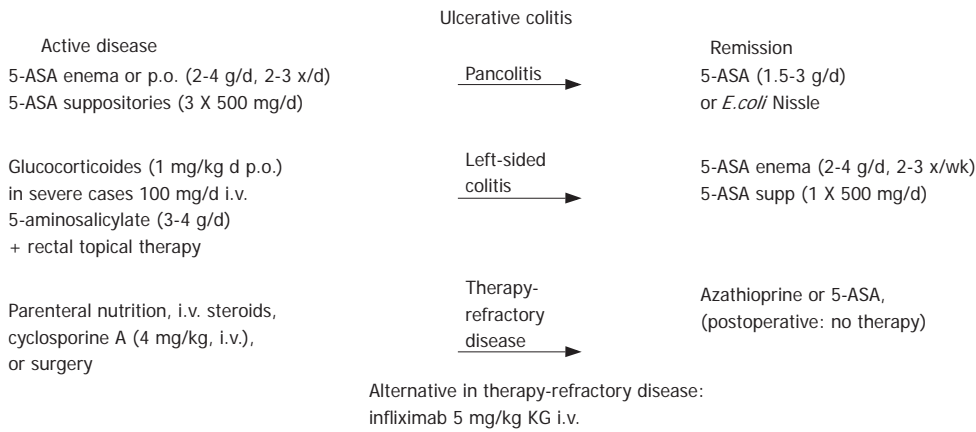 Ulcerative colitis
Active disease
5-ASA enema or p.o. (2-4 g/d, 2-3 x/d)
5-ASA suppositories (3 X 500 mg/d)
Pancolitis
Remission
5-ASA (1.5-3 g/d)
or E.coli Nissle
Glucocorticoides (1 mg/kg d p.o.)
in severe cases 100 mg/d i.v.
5-aminosalicylate (3-4 g/d)
+ rectal topical therapy
Left-sided
colitis
5-ASA enema (2-4 g/d, 2-3 x/wk)
5-ASA supp (1 X 500 mg/d)
Parenteral nutrition, i.v. steroids,
cyclosporine A (4 mg/kg, i.v.),
or surgery
Therapy-
refractory
disease
Azathioprine or 5-ASA,
(postoperative: no therapy)
Alternative in therapy-refractory disease:
infliximab 5 mg/kg KG i.v.